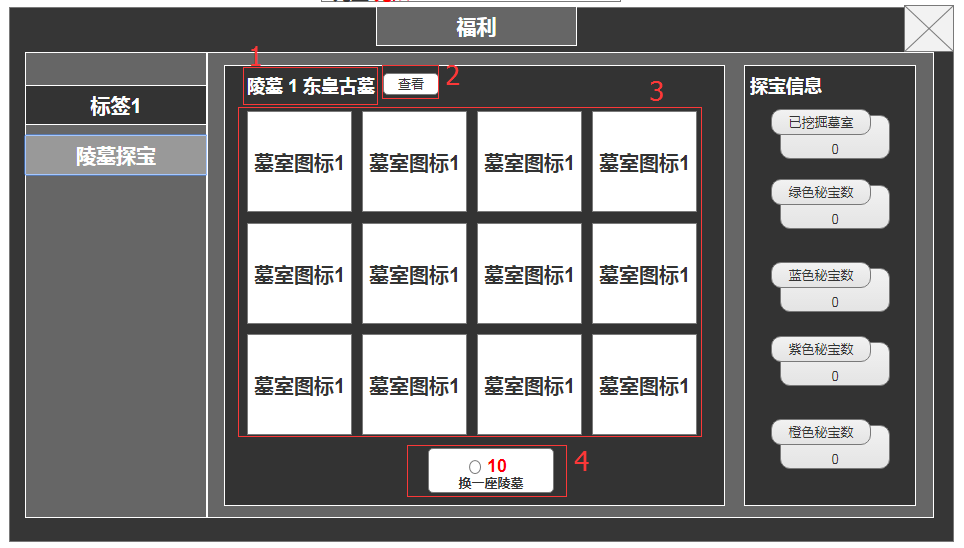 福利
1
标签1
陵墓探宝
陵墓 1 东皇古墓
查看
2
3
墓室图标1 墓室图标1 墓室图标1 墓室图标1
墓室图标1 墓室图标1 墓室图标1 墓室图标1
墓室图标1 墓室图标1 墓室图标1 墓室图标1
10
换一座陵墓
4
探宝信息
已挖掘墓室
0
绿色秘宝数
0
蓝色秘宝数
0
紫色秘宝数
0
橙色秘宝数
0